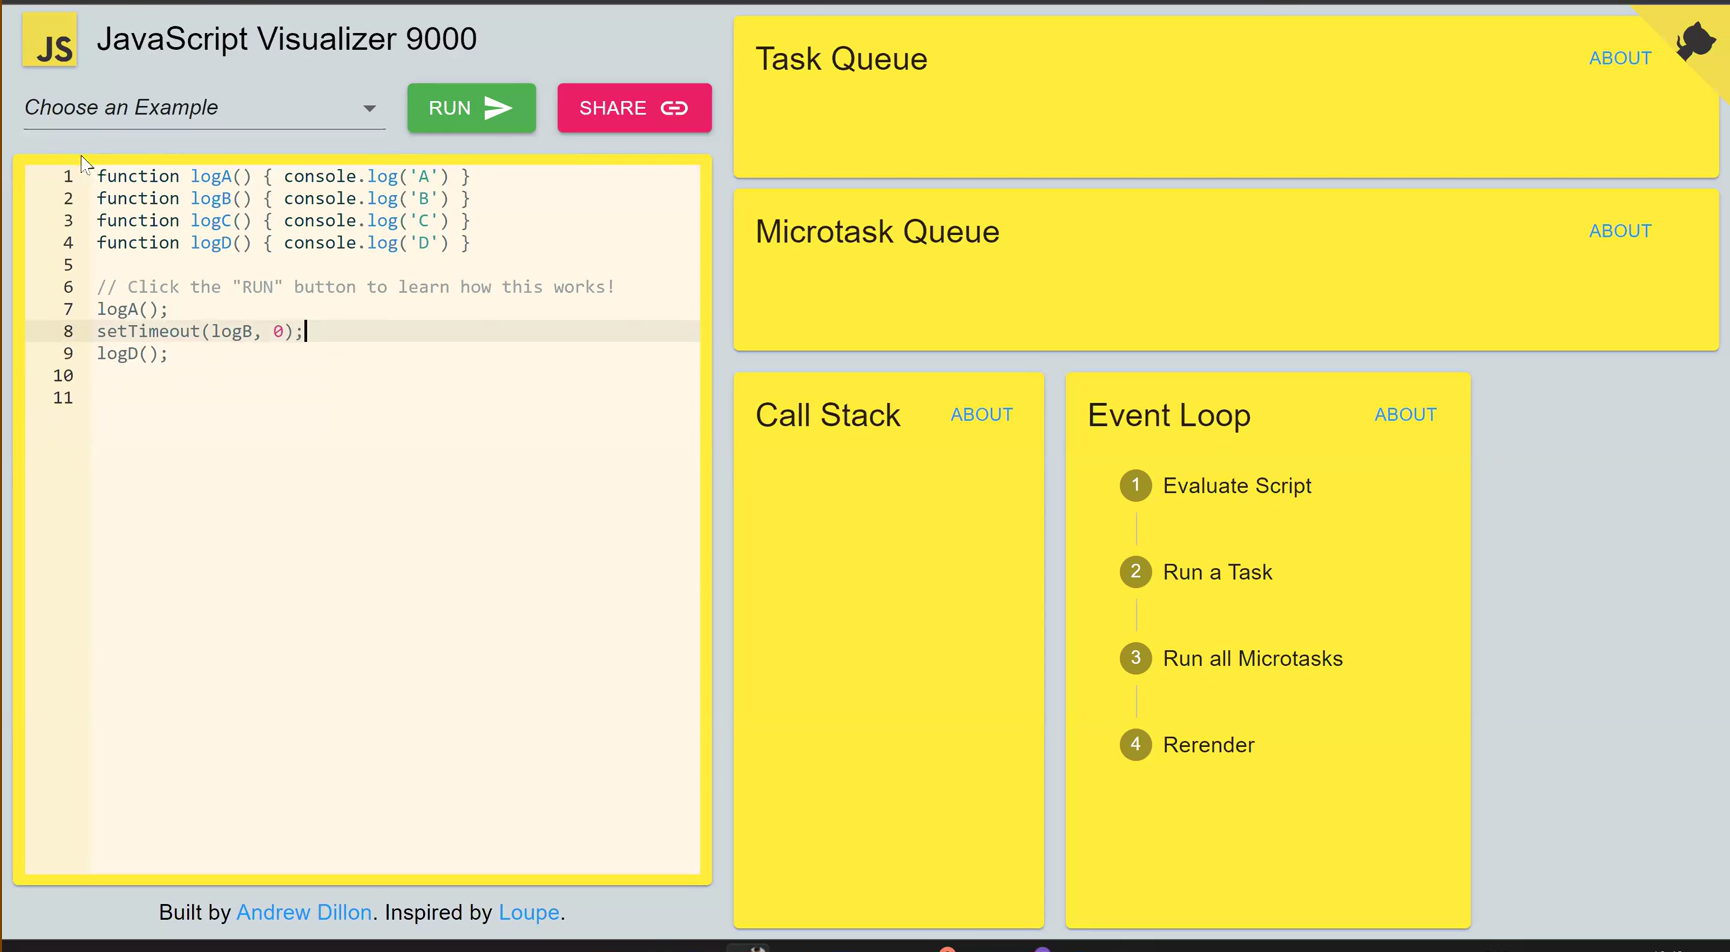 JS JavaScript Visualizer 9000
Choose an Example
RUN
SHARE
1 function logA() { console.log('A') }
2 function logB() { console.log('B') }
3 function logC() { console.log('C') }
4 function logD() { console.log('D') }
5
6 // Click the "RUN" button to learn how this works!
7 logA();
8 setTimeout(logB, 0);
9 logD();
10
11
Built by Andrew Dillon. Inspired by Loupe.
Task Queue
ABOUT
Microtask Queue
ABOUT
Call Stack
ABOUT
Event Loop
ABOUT
1 Evaluate Script
2 Run a Task
3 Run all Microtasks
4 Rerender